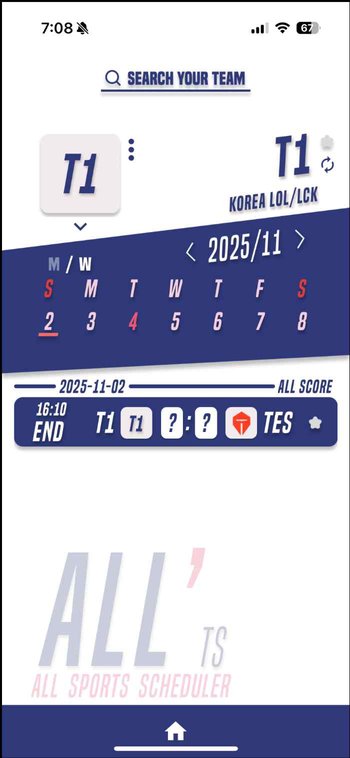 7:08
67
SEARCH YOUR TEAM
T1
T1
KOREA LOL/LCK
2025/11
M / W
S M T W T F S
2 3 4 5 6 7 8
2025-11-02 ALL SCORE
16:10
END
T1 T1 ? : ? TES
ALL'
TS
ALL SPORTS SCHEDULER